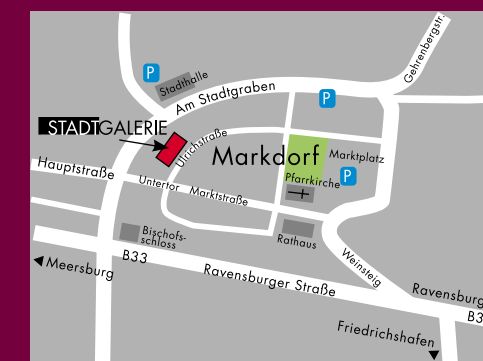 Gehrenbergstr.
P
Stadthalle
P
Am Stadtgraben
STADTGALERIE
Ulrichstraße
Markdorf
Marktplatz
Hauptstraße
Pfarrkirche
P
Untertor
Marktstraße
Bischofs-
schloss
Rathaus
B33
Weinsteig
Meersburg
Ravensburger Straße
Ravensburg
B3
Friedrichshafen